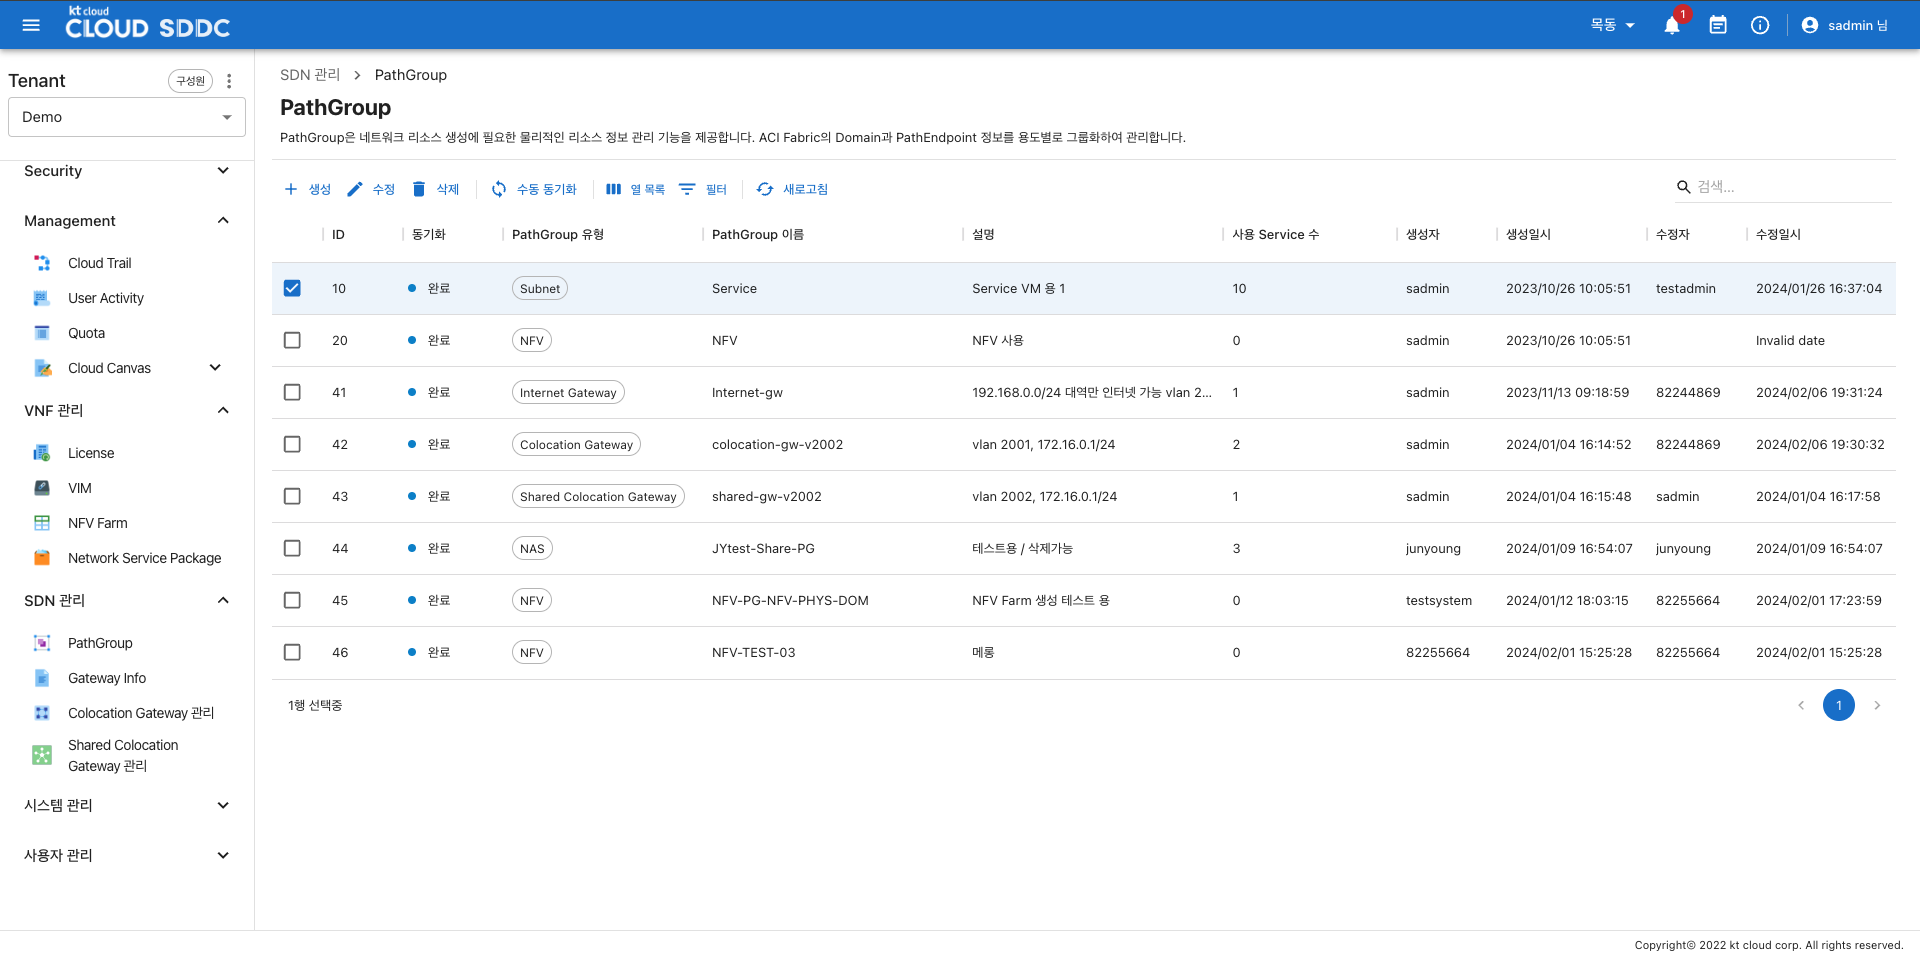 kt cloud
CLOUD SDDC
목동
1
sadmin 님
Tenant
구성원
Demo
Security
Management
Cloud Trail
User Activity
Quota
Cloud Canvas
VNF 관리
License
VIM
NFV Farm
Network Service Package
SDN 관리
PathGroup
Gateway Info
Colocation Gateway 관리
Shared Colocation
Gateway 관리
시스템 관리
사용자 관리
SDN 관리 > PathGroup
PathGroup
PathGroup은 네트워크 리소스 생성에 필요한 물리적인 리소스 정보 관리 기능을 제공합니다. ACI Fabric의 Domain과 PathEndpoint 정보를 용도별로 그룹화하여 관리합니다.
생성 수정 삭제 수동 동기화 열 목록 필터 새로고침 검색...
ID 동기화 PathGroup 유형 PathGroup 이름 설명 사용 Service 수 생성자 생성일시 수정자 수정일시
10 완료 Subnet Service Service VM 용 1 10 sadmin 2023/10/26 10:05:51 testadmin 2024/01/26 16:37:04
20 완료 NFV NFV NFV 사용 0 sadmin 2023/10/26 10:05:51 Invalid date
41 완료 Internet Gateway Internet-gw 192.168.0.0/24 대역만 인터넷 가능 vlan 2... 1 sadmin 2023/11/13 09:18:59 82244869 2024/02/06 19:31:24
42 완료 Colocation Gateway colocation-gw-v2002 vlan 2001, 172.16.0.1/24 2 sadmin 2024/01/04 16:14:52 82244869 2024/02/06 19:30:32
43 완료 Shared Colocation Gateway shared-gw-v2002 vlan 2002, 172.16.0.1/24 1 sadmin 2024/01/04 16:15:48 sadmin 2024/01/04 16:17:58
44 완료 NAS JYtest-Share-PG 테스트용 / 삭제가능 3 junyoung 2024/01/09 16:54:07 junyoung 2024/01/09 16:54:07
45 완료 NFV NFV-PG-NFV-PHYS-DOM NFV Farm 생성 테스트 용 0 testsystem 2024/01/12 18:03:15 82255664 2024/02/01 17:23:59
46 완료 NFV NFV-TEST-03 메롱 0 82255664 2024/02/01 15:25:28 82255664 2024/02/01 15:25:28
1행 선택중
1
Copyright© 2022 kt cloud corp. All rights reserved.